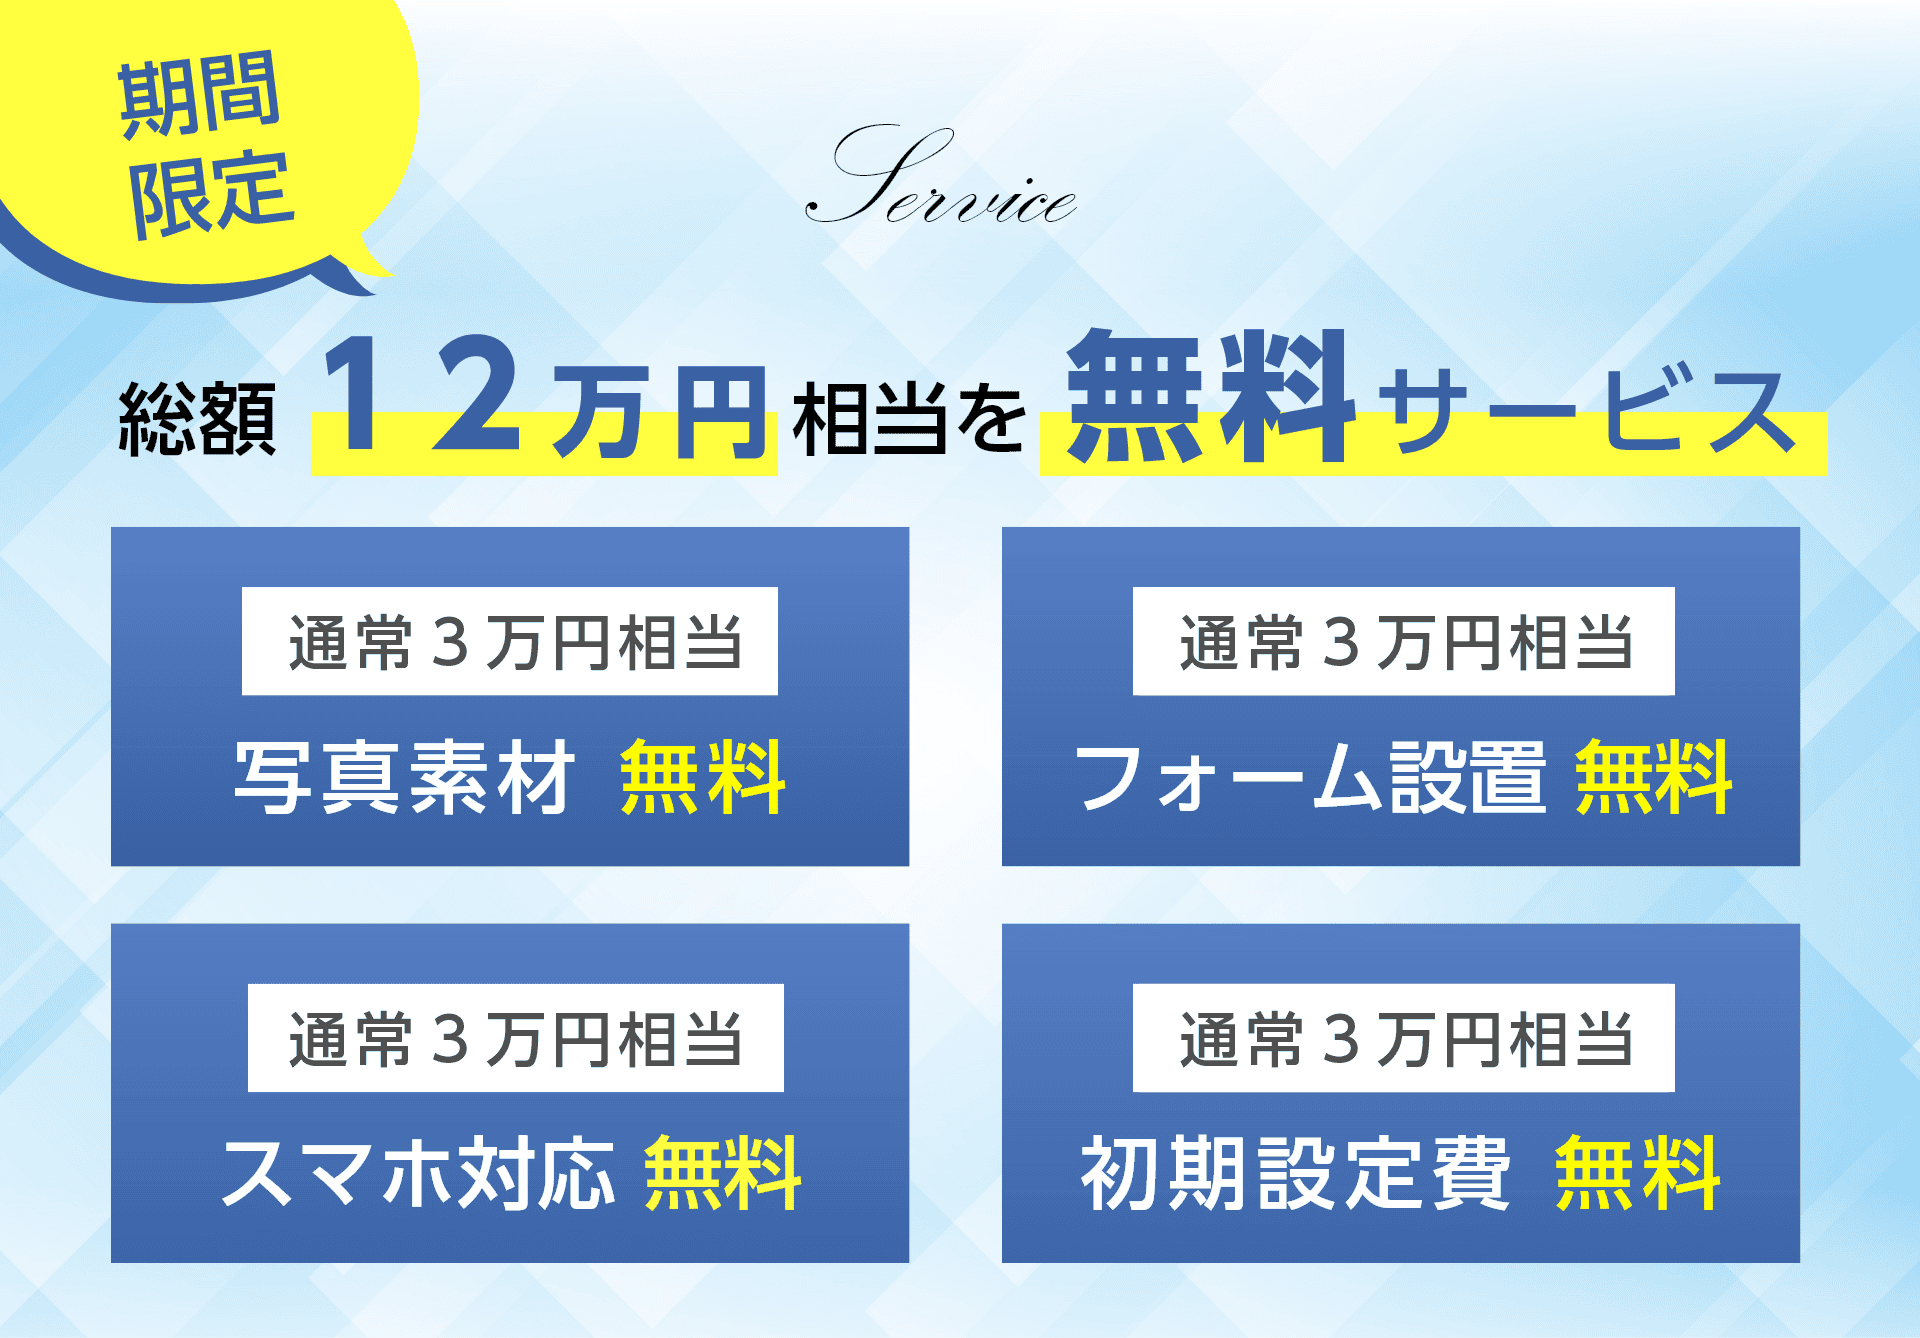 期間
限定
Service
総額 12万円相当を無料サービス
通常3万円相当
写真素材 無料
通常3万円相当
フォーム設置 無料
通常3万円相当
スマホ対応 無料
通常3万円相当
初期設定費 無料